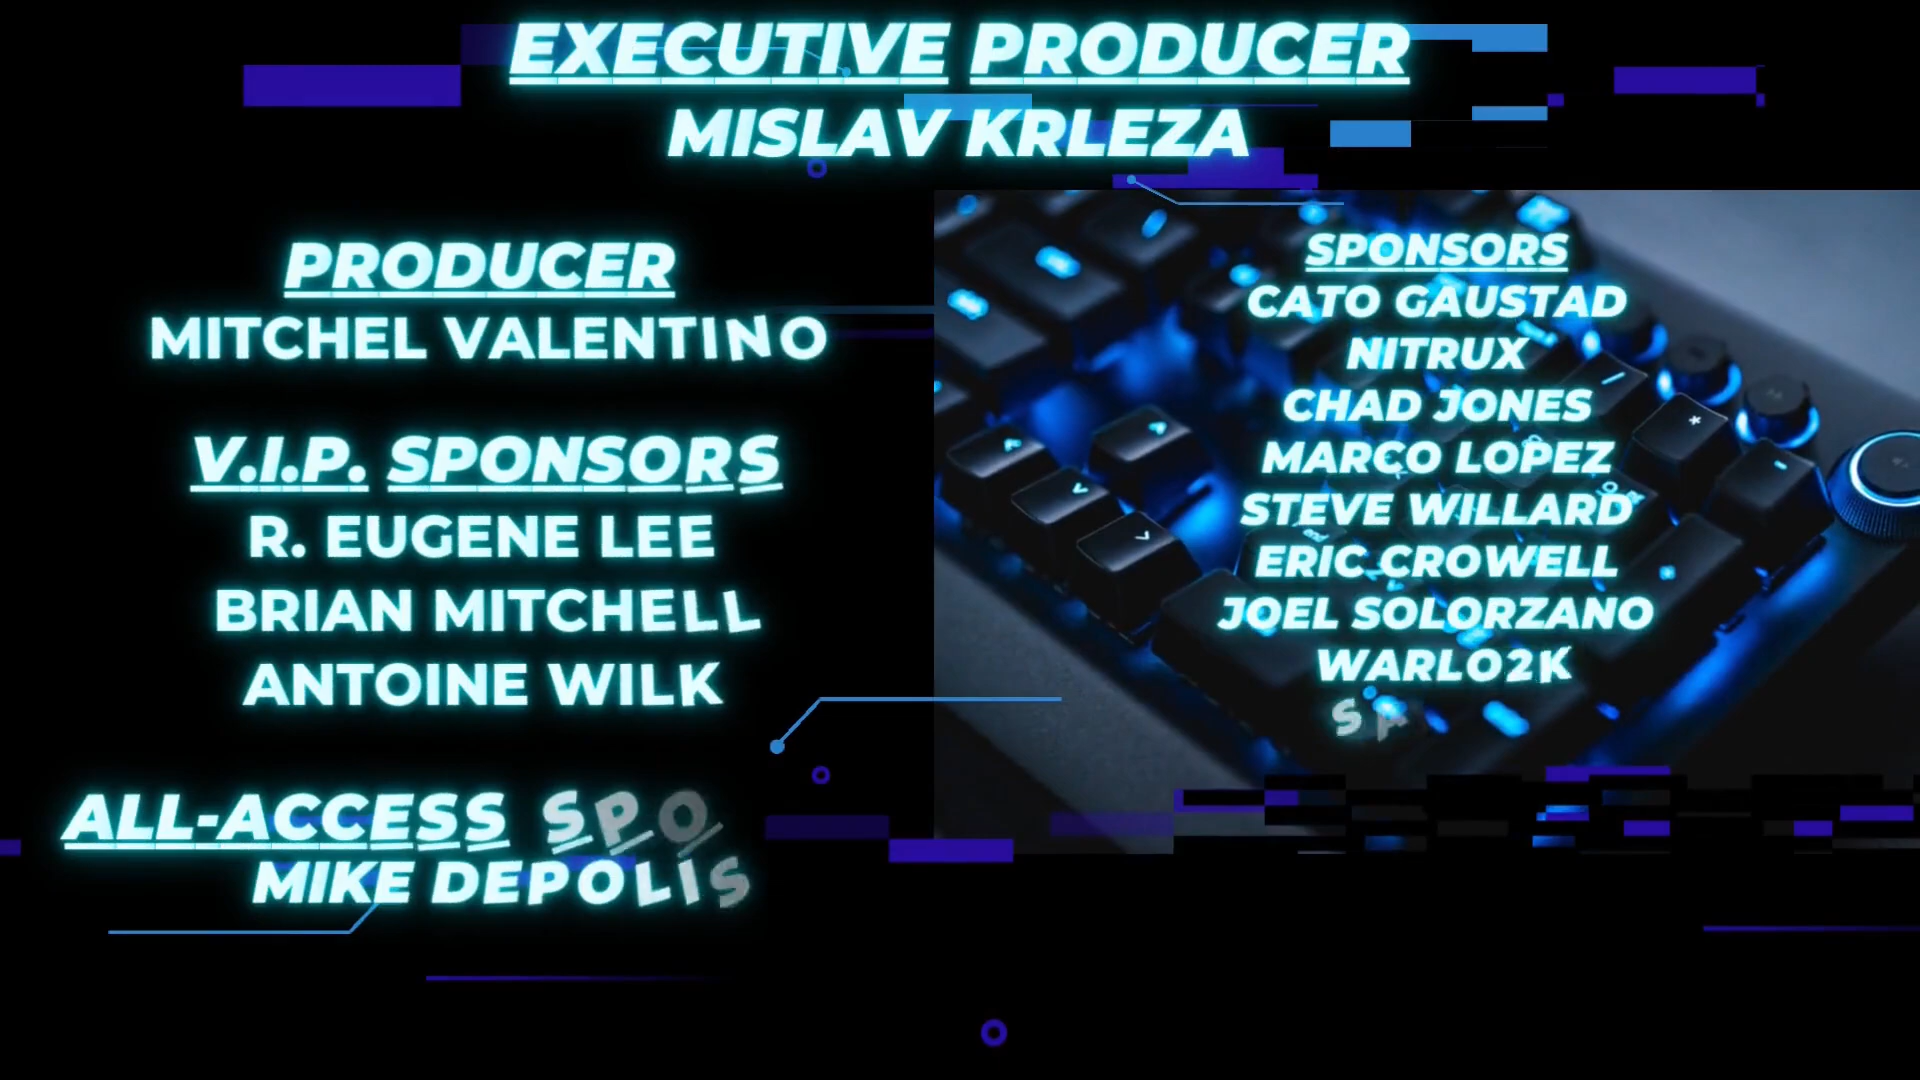 EXECUTIVE PRODUCER
MISLAV KRLEZA
PRODUCER
MITCHEL VALENTINO
V.I.P. SPONSORS
R. EUGENE LEE
BRIAN MITCHELL
ANTOINE WILK
ALL-ACCESS SPO
MIKE DEPOLIS
SPONSORS
CATO GAUSTAD
NITRUX
CHAD JONES
MARCO LOPEZ
STEVE WILLARD
ERIC CROWELL
JOEL SOLORZANO
WARLO2K